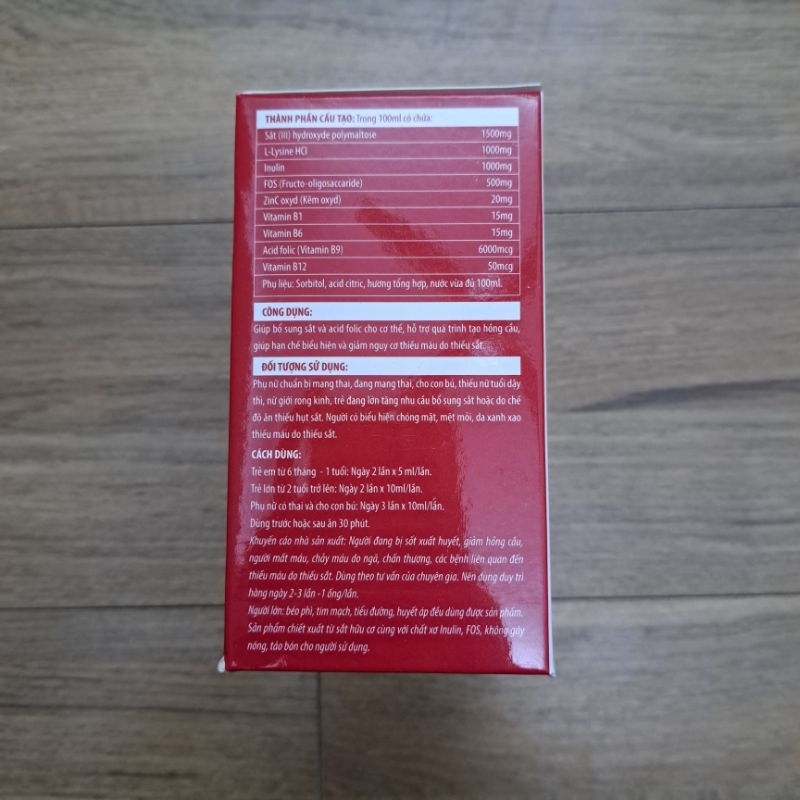 THÀNH PHẦN CẤU TẠO: Trong 100ml có chứa:
Sắt (III) hydroxyde polymaltose 1500mg
L-Lysine HCl 1000mg
Inulin 1000mg
FOS (Fructo-oligosaccaride) 500mg
ZinC oxyd (Kẽm oxyd) 20mg
Vitamin B1 15mg
Vitamin B6 15mg
Acid folic (Vitamin B9) 6000mcg
Vitamin B12 50mcg
Phụ liệu: Sorbitol, acid citric, hương tổng hợp, nước vừa đủ 100ml.
CÔNG DỤNG:
Giúp bổ sung sắt và acid folic cho cơ thể, hỗ trợ quá trình tạo hồng cầu,
giúp hạn chế biểu hiện và giảm nguy cơ thiếu máu do thiếu sắt.
ĐỐI TƯỢNG SỬ DỤNG:
Phụ nữ chuẩn bị mang thai, đang mang thai, cho con bú, thiếu nữ tuổi dậy
thì, nữ giới rong kinh, trẻ đang lớn tăng nhu cầu bổ sung sắt hoặc do chế
độ ăn thiếu hụt sắt. Người có biểu hiện chóng mặt, mệt mỏi, da xanh xao
thiếu máu do thiếu sắt.
CÁCH DÙNG:
Trẻ em từ 6 tháng - 1 tuổi: Ngày 2 lần x 5 ml/lần.
Trẻ lớn từ 2 tuổi trở lên: Ngày 2 lần x 10ml/lần.
Phụ nữ có thai và cho con bú: Ngày 3 lần x 10ml/lần.
Dùng trước hoặc sau ăn 30 phút.
Khuyến cáo nhà sản xuất: Người đang bị sốt xuất huyết, giảm hồng cầu,
người mất máu, chảy máu do ngã, chấn thương, các bệnh liên quan đến
thiếu máu do thiếu sắt. Dùng theo tư vấn của chuyên gia. Nên dùng duy trì
hàng ngày 2-3 lần -1 ống/lần.
Người lớn: béo phì, tim mạch, tiểu đường, huyết áp đều dùng được sản phẩm.
Sản phẩm chiết xuất từ sắt hữu cơ cùng với chất xơ Inulin, FOS, không gây
nóng, táo bón cho người sử dụng.